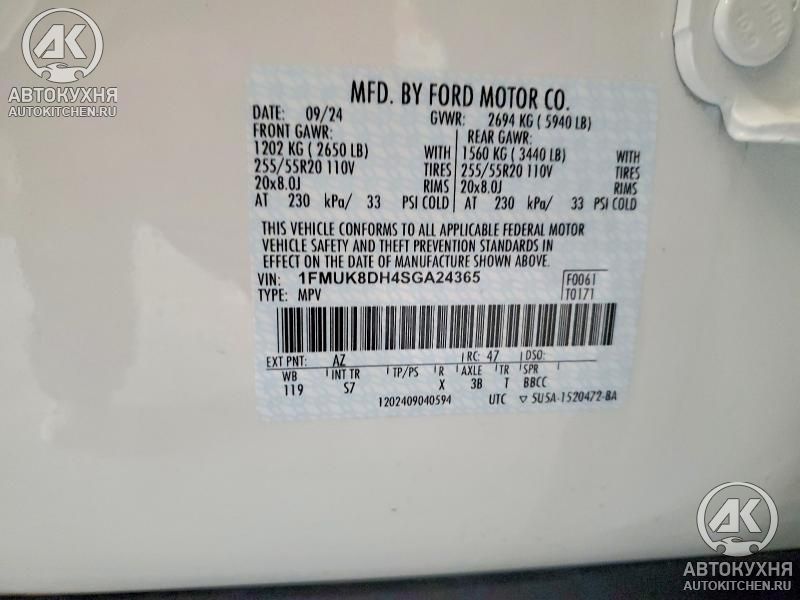 АВТОКУХНЯ
AUTOKITCHEN.RU
MFD. BY FORD MOTOR CO.
DATE: 09/24 GVWR: 2694 KG ( 5940 LB)
FRONT GAWR: REAR GAWR:
1202 KG ( 2650 LB) WITH 1560 KG ( 3440 LB) WITH
255/55R20 110V TIRES 255/55R20 110V TIRES
20x8.0J RIMS 20x8.0J RIMS
AT 230 kPa/ 33 PSI COLD AT 230 kPa/ 33 PSI COLD
THIS VEHICLE CONFORMS TO ALL APPLICABLE FEDERAL MOTOR
VEHICLE SAFETY AND THEFT PREVENTION STANDARDS IN
EFFECT ON THE DATE OF MANUFACTURE SHOWN ABOVE.
VIN: 1FMUK8DH4SGA24365 F0061
TYPE: MPV T0171
EXT PNT: AZ RC: 47 DSO:
WB INT TR TP/PS R AXLE TR SPR
119 S7 X 3B T BBCC
1202409040594 UTC ▽ 5USA-1520472-BA
АВТОКУХНЯ
AUTOKITCHEN.RU